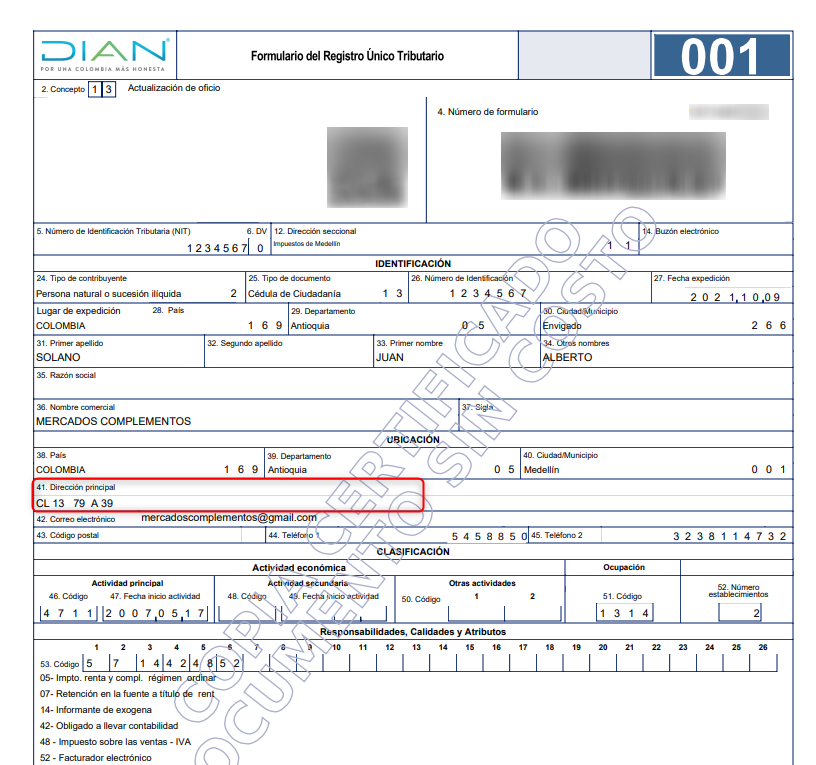 DIAN
POR UNA COLOMBIA MÁS HONESTA
Formulario del Registro Único Tributario
001
2. Concepto 1 3 Actualización de oficio
4. Número de formulario
5. Número de Identificación Tributaria (NIT) 6. DV 12. Dirección seccional 14. Buzón electrónico
1 2 3 4 5 6 7 0 Impuestos de Medellín 1 1
IDENTIFICACIÓN
24. Tipo de contribuyente 25. Tipo de documento 26. Número de Identificación 27. Fecha expedición
Persona natural o sucesión ilíquida 2 Cédula de Ciudadanía 1 3 1 2 3 4 5 6 7 2 0 2 1, 1 0, 0 9
Lugar de expedición 28. País 29. Departamento 30. Ciudad/Municipio
COLOMBIA 1 6 9 Antioquia 0 5 Envigado 2 6 6
31. Primer apellido 32. Segundo apellido 33. Primer nombre 34. Otros nombres
SOLANO JUAN ALBERTO
35. Razón social
36. Nombre comercial 37. Sigla
MERCADOS COMPLEMENTOS
UBICACIÓN
38. País 39. Departamento 40. Ciudad/Municipio
COLOMBIA 1 6 9 Antioquia 0 5 Medellín 0 0 1
41. Dirección principal
CL 13 79 A 39
42. Correo electrónico mercadoscomplementos@gmail.com
43. Código postal 44. Teléfono 1 5 4 5 8 8 5 0 45. Teléfono 2 3 2 3 8 1 1 4 7 3 2
CLASIFICACIÓN
Actividad económica Ocupación
Actividad principal Actividad secundaria Otras actividades 52. Número establecimientos
46. Código 47. Fecha inicio actividad 48. Código 49. Fecha inicio actividad 50. Código 1 2 51. Código
4 7 1 1 2 0 0 7 0 5 1 7 1 3 1 4 2
Responsabilidades, Calidades y Atributos
1 2 3 4 5 6 7 8 9 10 11 12 13 14 15 16 17 18 19 20 21 22 23 24 25 26
53. Código 5 7 1 4 4 2 4 8 5 2
05- Impto. renta y compl. régimen ordinar
07- Retención en la fuente a título de rent
14- Informante de exogena
42- Obligado a llevar contabilidad
48 - Impuesto sobre las ventas - IVA
52 - Facturador electrónico
COPIA CERTIFICADO
DOCUMENTO SIN COSTO